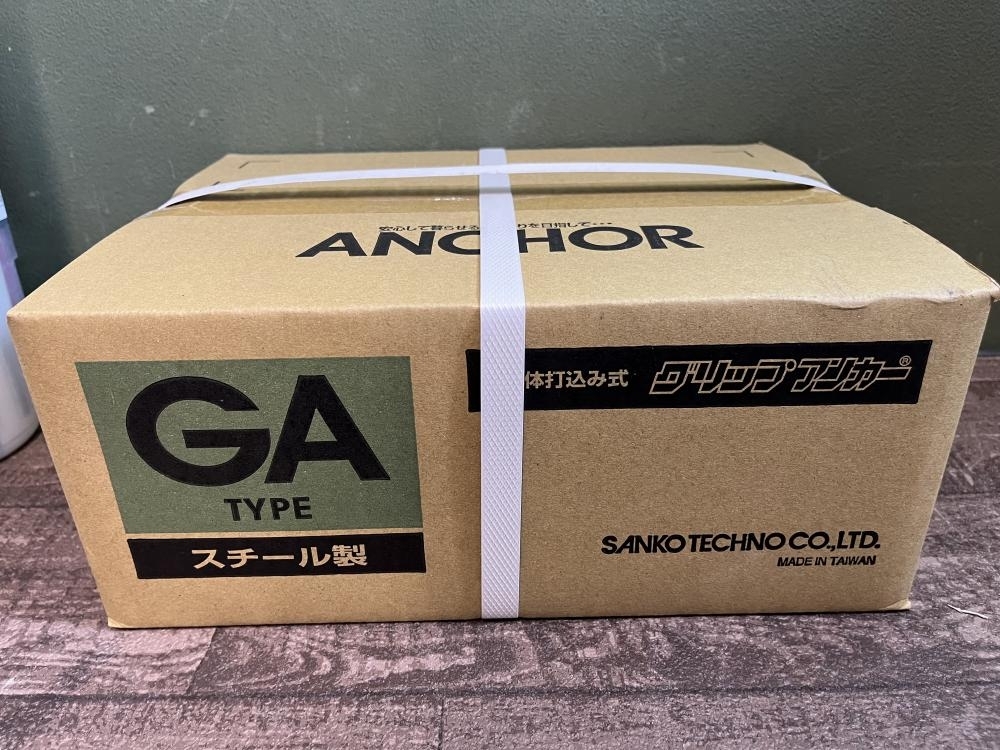 ANCHOR
GA
TYPE
スチール製
体打込み式 グリップアンカー®
SANKO TECHNO CO.,LTD.
MADE IN TAIWAN